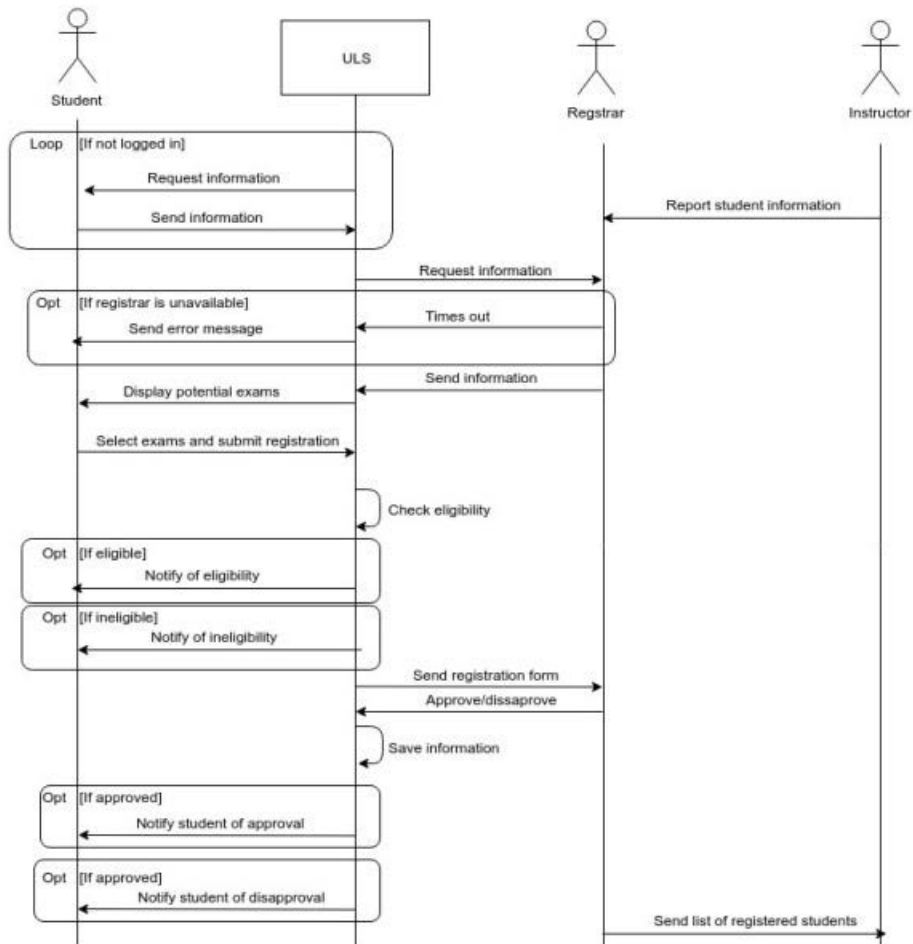 ULS
Student
Regstrar
Instructor
Loop [If not logged in]
Request information
Report student information
Send information
Request information
Opt [If registrar is unavailable]
Times out
Send error message
Send information
Display potential exams
Select exams and submit registration
Check eligibility
Opt [If eligible]
Notify of eligibility
Opt [If ineligible]
Notify of ineligibility
Send registration form
Approve/dissaprove
Save information
Opt [If approved]
Notify student of approval
Opt [If approved]
Notify student of disapproval
Send list of registered students